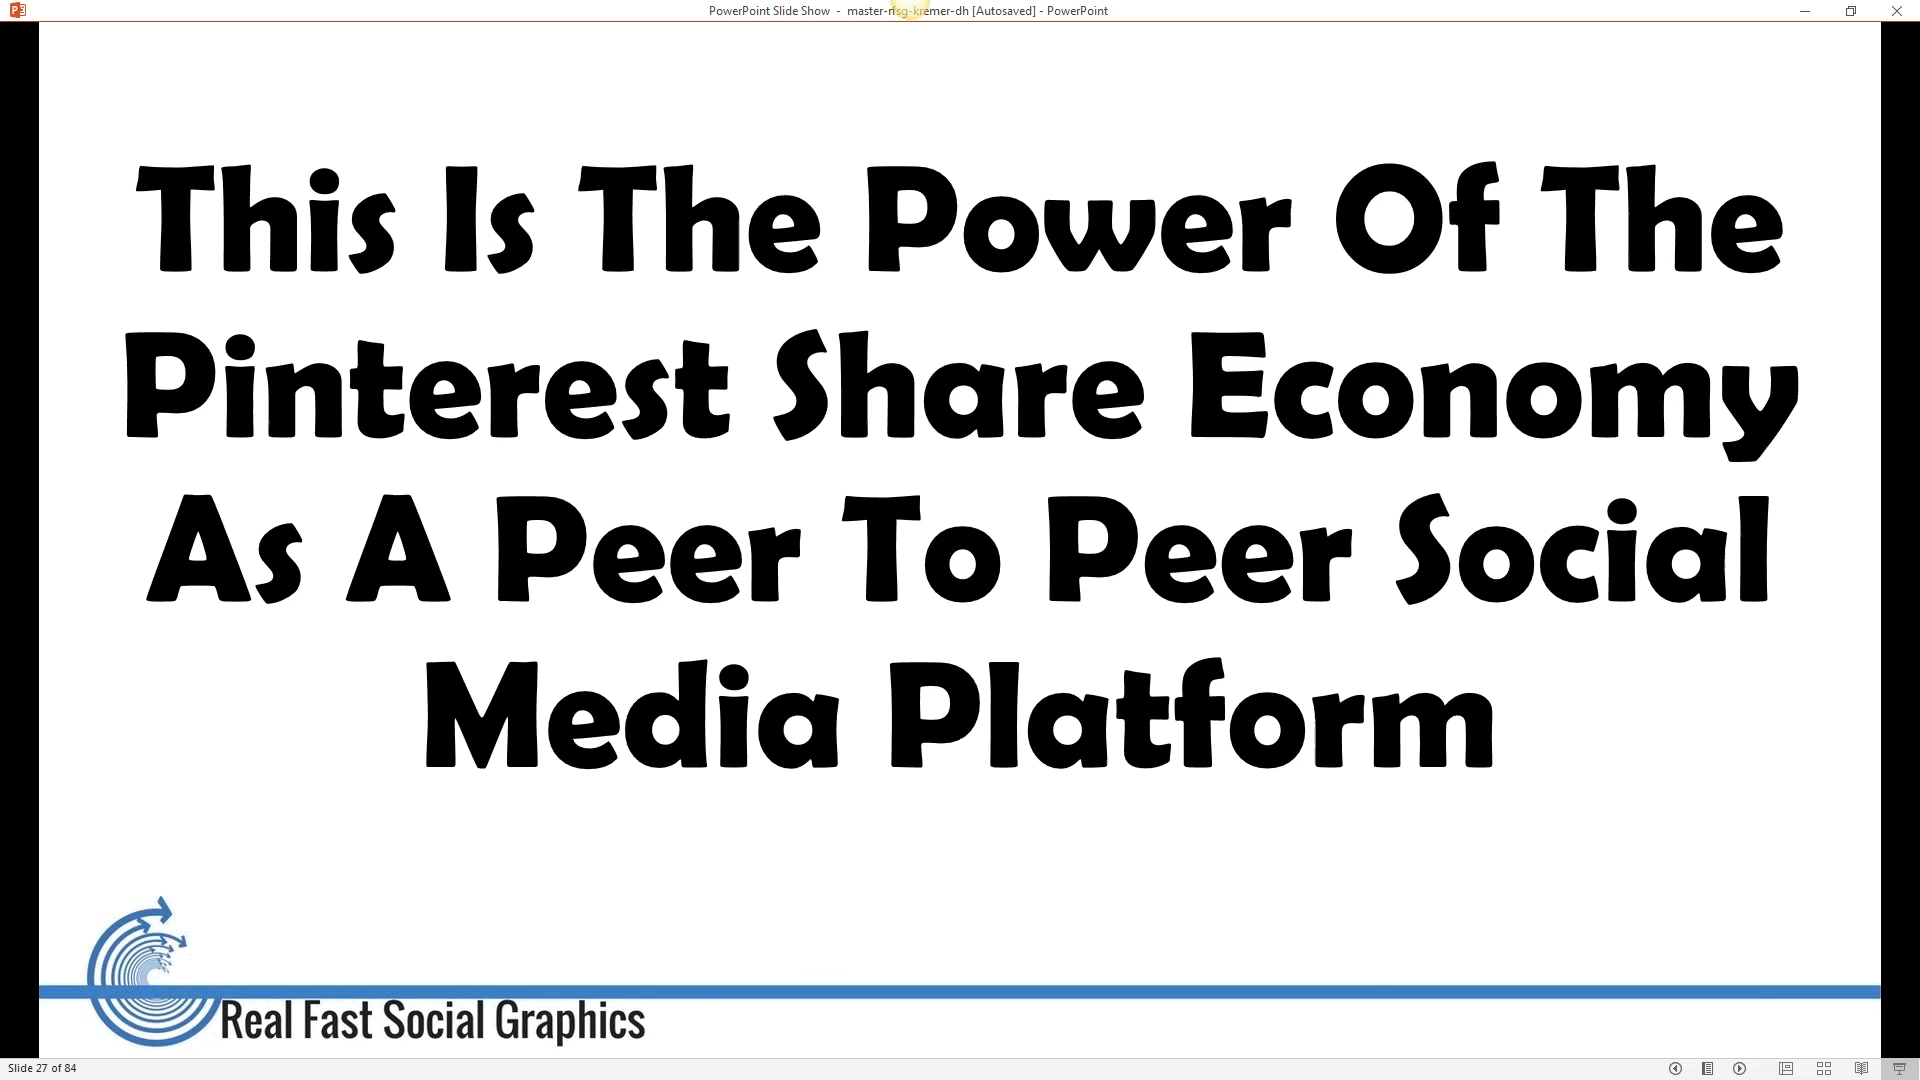 PowerPoint Slide Show - master-rfsg-kremer-dh [Autosaved] - PowerPoint
This Is The Power Of The
Pinterest Share Economy
As A Peer To Peer Social
Media Platform
Real Fast Social Graphics
Slide 27 of 84